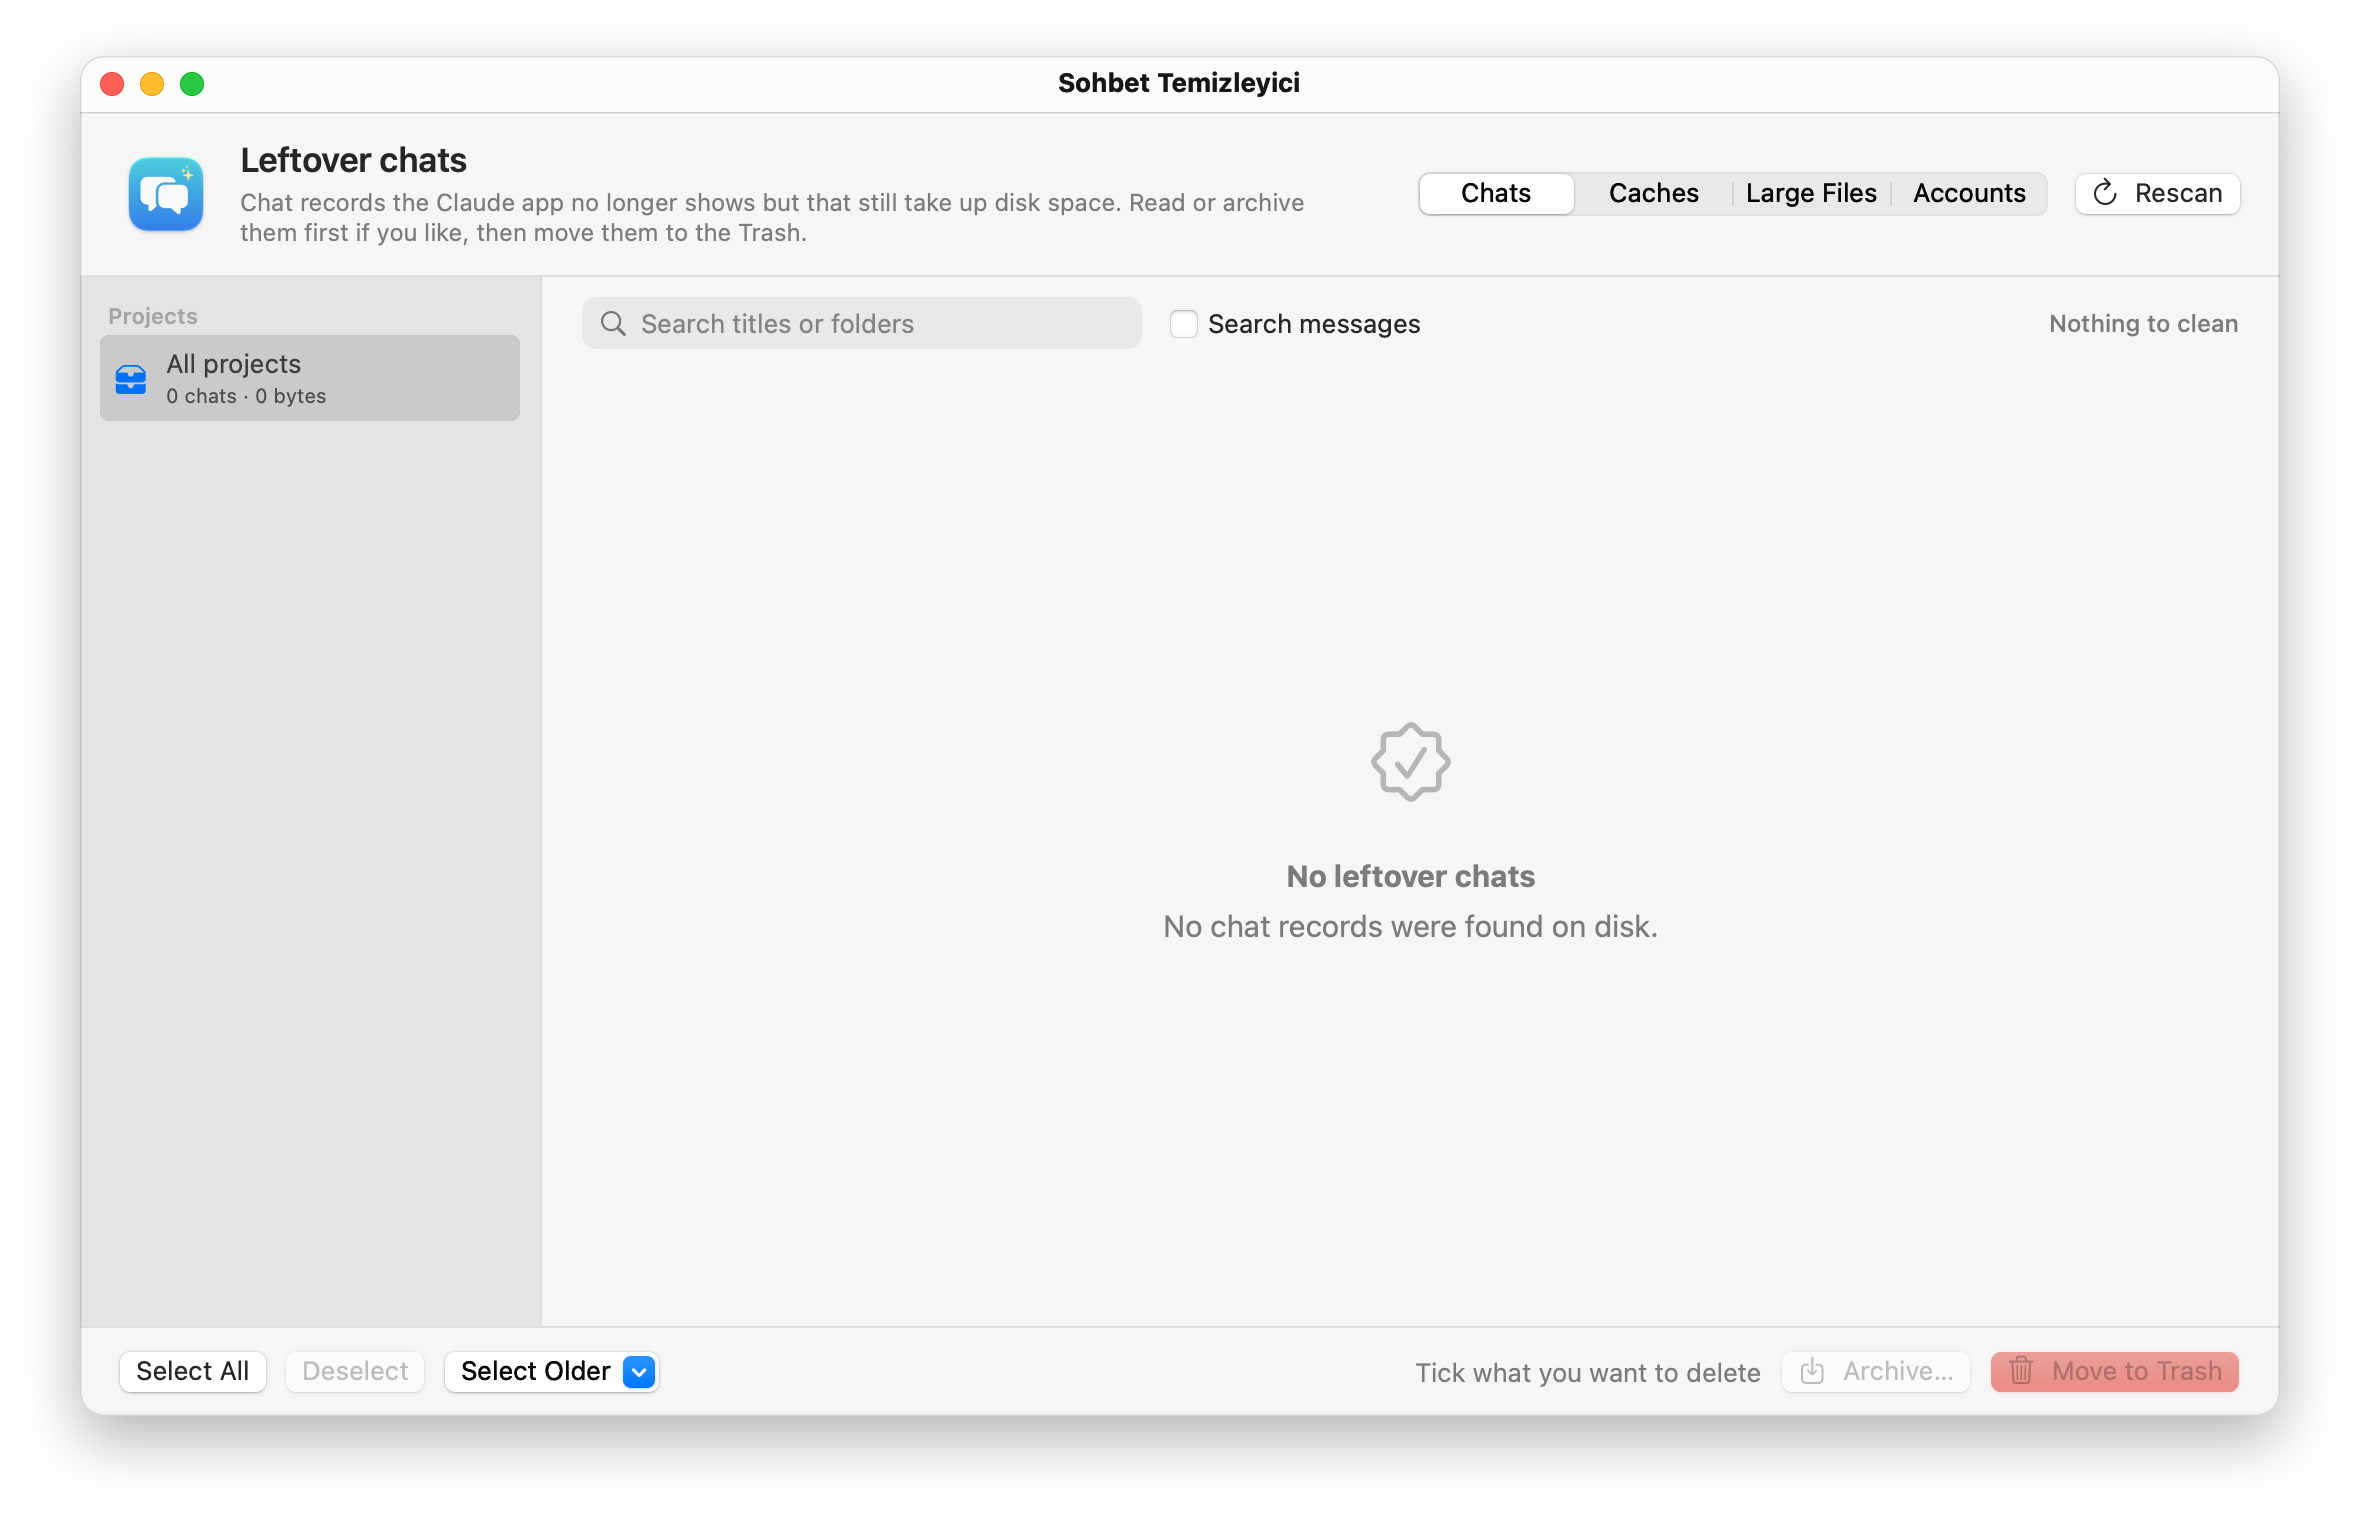 Sohbet Temizleyici
Leftover chats
Chat records the Claude app no longer shows but that still take up disk space. Read or archive
them first if you like, then move them to the Trash.
Chats
Caches
Large Files
Accounts
Rescan
Projects
All projects
0 chats · 0 bytes
Search titles or folders
Search messages
Nothing to clean
No leftover chats
No chat records were found on disk.
Select All
Deselect
Select Older
Tick what you want to delete
Archive...
Move to Trash